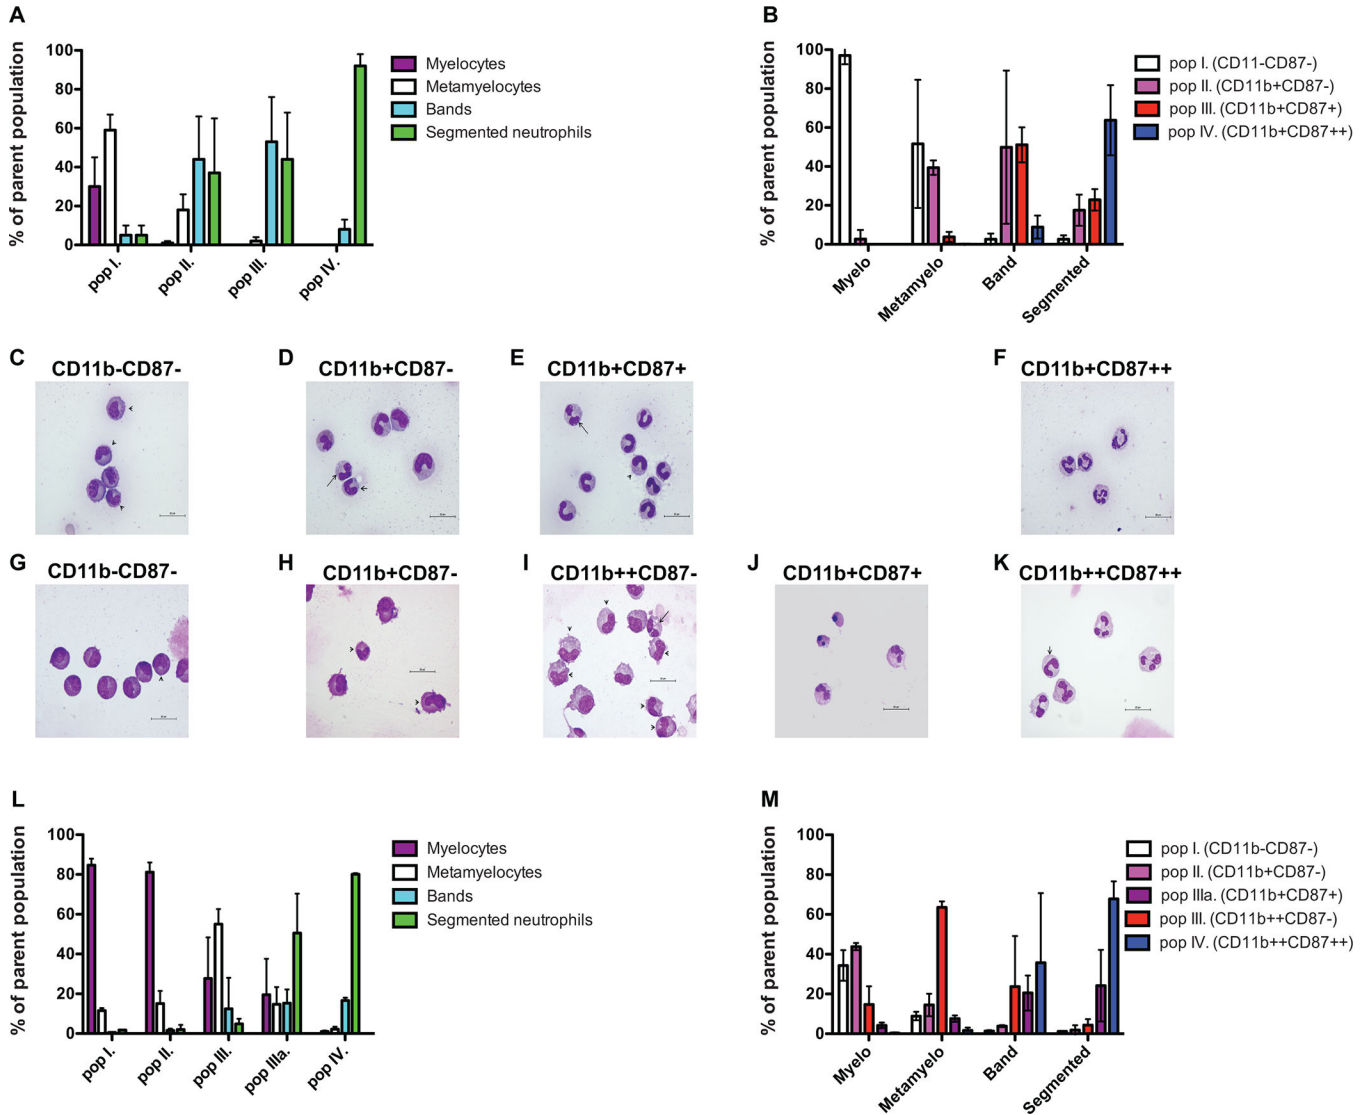 A
% of parent population
100
80
60
40
20
0
pop I.
pop II.
pop III.
pop IV.
Myelocytes
Metamyelocytes
Bands
Segmented neutrophils
B
% of parent population
100
80
60
40
20
0
Myelo
Metamyelo
Band
Segmented
pop I. (CD11-CD87-)
pop II. (CD11b+CD87-)
pop III. (CD11b+CD87+)
pop IV. (CD11b+CD87++)
C
CD11b-CD87-
D
CD11b+CD87-
E
CD11b+CD87+
F
CD11b+CD87++
G
CD11b-CD87-
H
CD11b+CD87-
I
CD11b++CD87-
J
CD11b+CD87+
K
CD11b++CD87++
L
% of parent population
100
80
60
40
20
0
pop I.
pop II.
pop III.
pop IIIa.
pop IV.
Myelocytes
Metamyelocytes
Bands
Segmented neutrophils
M
% of parent population
100
80
60
40
20
0
Myelo
Metamyelo
Band
Segmented
pop I. (CD11b-CD87-)
pop II. (CD11b+CD87-)
pop IIIa. (CD11b+CD87+)
pop III. (CD11b++CD87-)
pop IV. (CD11b++CD87++)